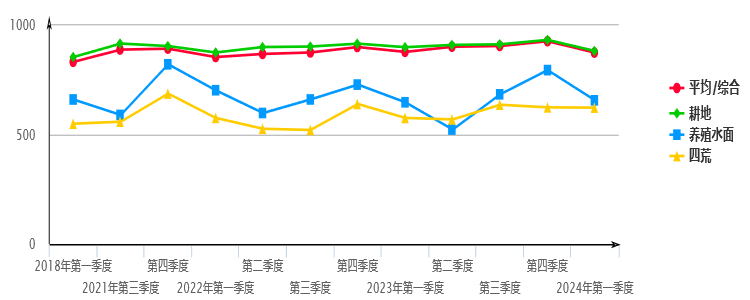 1000
500
0
2018年第一季度
第四季度
第二季度
第四季度
第二季度
第四季度
2021年第三季度
2022年第一季度
第三季度
2023年第一季度
第三季度
2024年第一季度
平均/综合
耕地
养殖水面
四荒